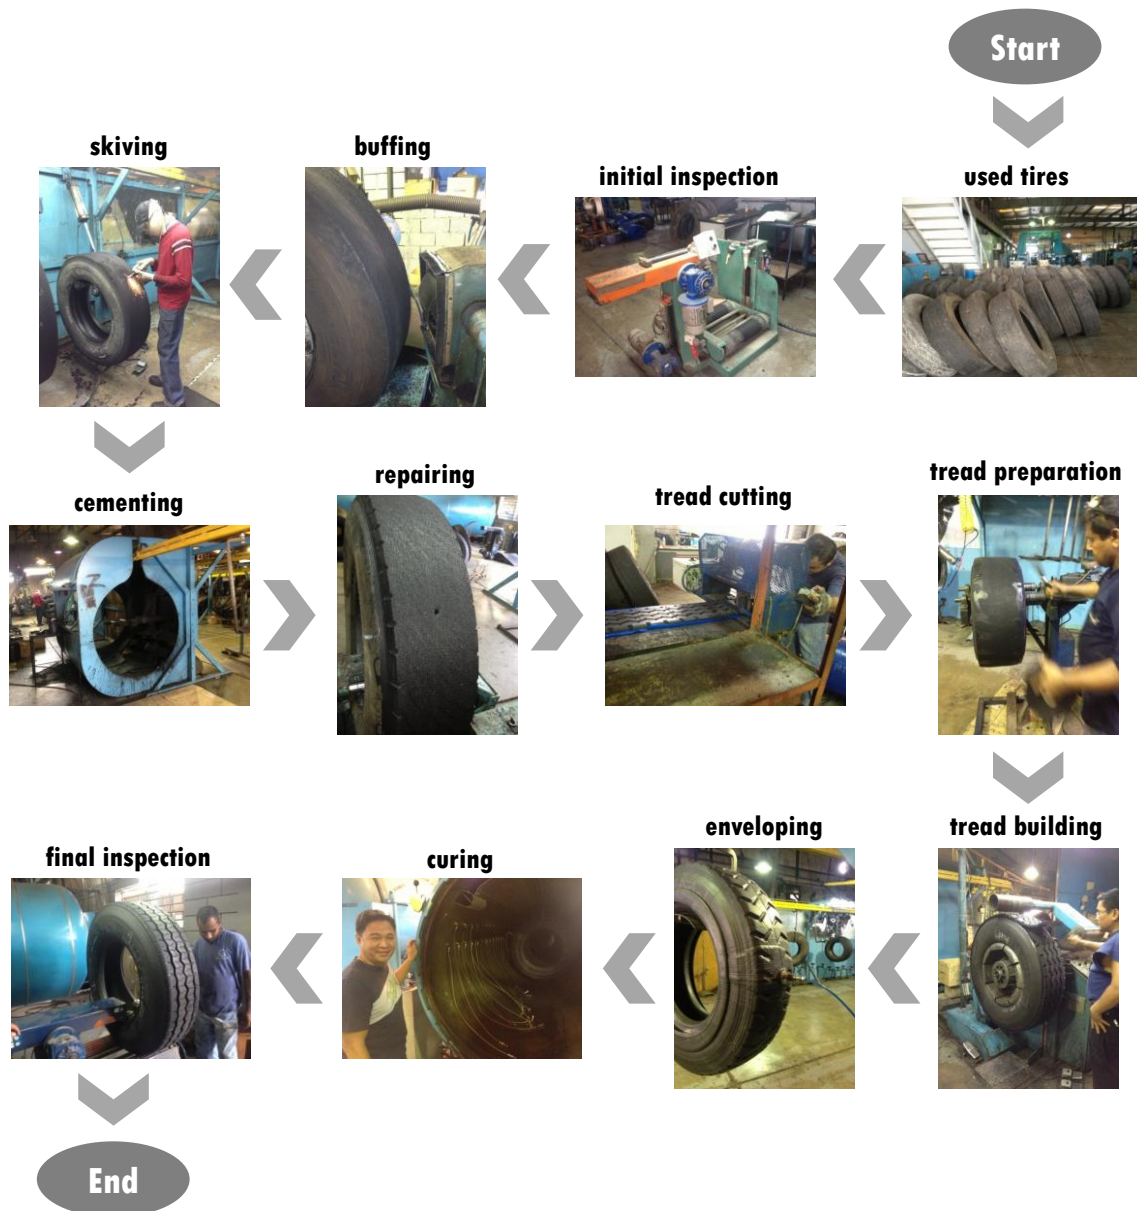 Start
used tires
initial inspection
buffing
skiving
cementing
repairing
tread cutting
tread preparation
tread building
enveloping
curing
final inspection
End